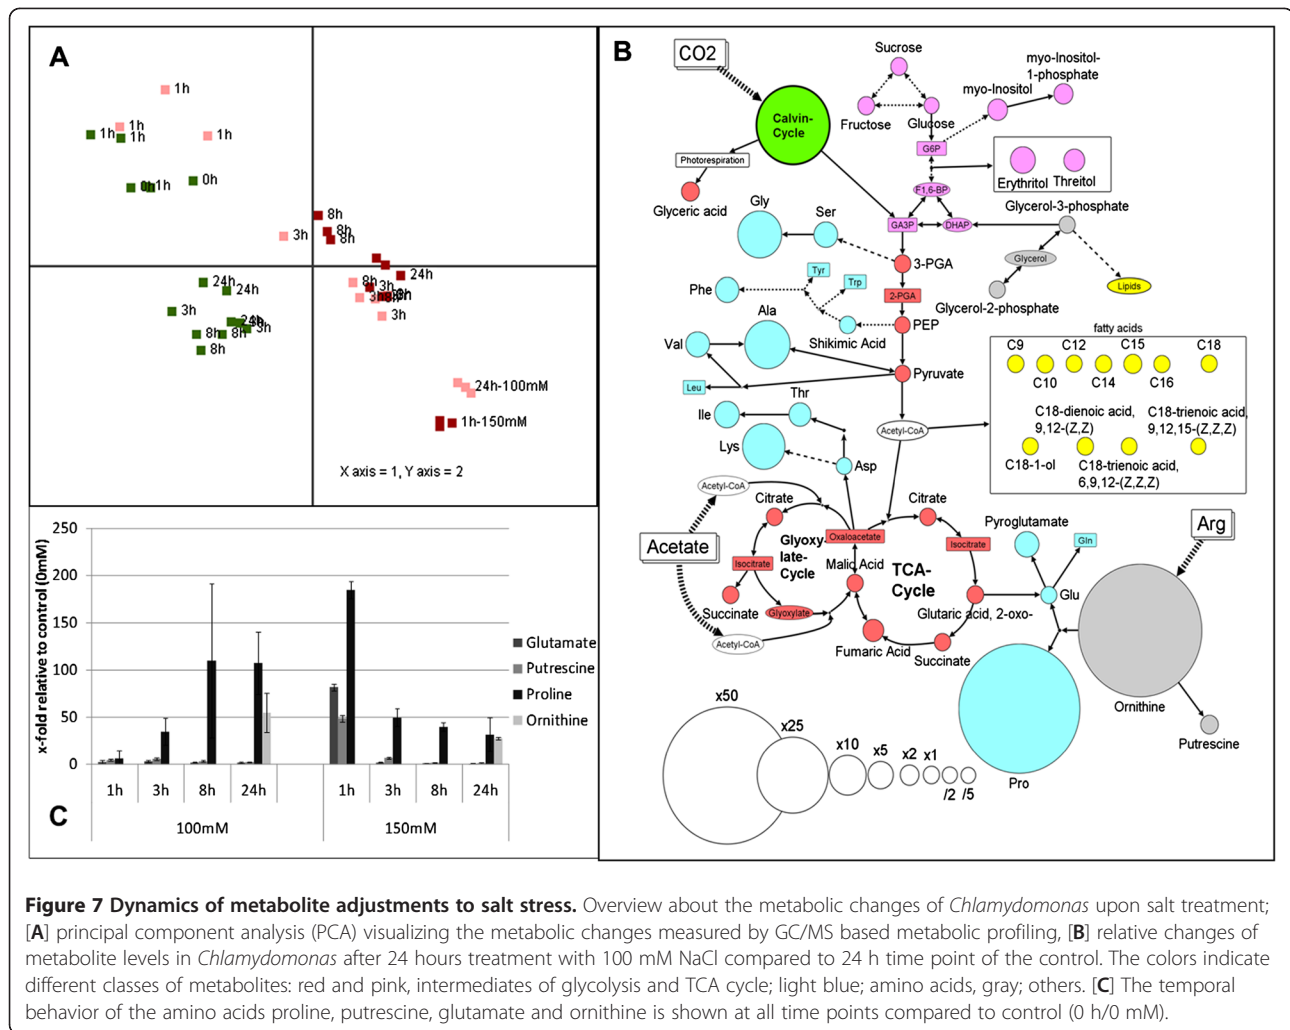 A
1h
1h
1h
1h
1h
0h
1h
0h
8h
8h
8h
3h
24h
8h
3h
3h
3h
24h
24h
3h
24h
3h
8h
8h
8h
24h-100mM
1h-150mM
X axis = 1, Y axis = 2
B
CO2
Calvin-
Cycle
Photorespiration
Glyceric acid
Sucrose
Fructose
Glucose
myo-Inositol
myo-Inositol-
1-phosphate
G6P
Erythritol
Threitol
F1,6-BP
GA3P
DHAP
Glycerol-3-phosphate
Glycerol
Glycerol-2-phosphate
Lipids
Gly
Ser
3-PGA
2-PGA
PEP
Phe
Tyr
Trp
Shikimic Acid
Ala
Val
Leu
Pyruvate
Ile
Thr
Lys
Asp
Acetyl-CoA
fatty acids
C9
C12
C15
C18
C10
C14
C16
C18-dienoic acid,
9,12-(Z,Z)
C18-trienoic acid,
9,12,15-(Z,Z,Z)
C18-1-ol
C18-trienoic acid,
6,9,12-(Z,Z,Z)
Acetyl-CoA
Citrate
Citrate
Acetate
Isocitrate
Glyoxy-
late-
Cycle
Oxaloacetate
Malic Acid
TCA-
Cycle
Isocitrate
Succinate
Glyoxylate
Acetyl-CoA
Fumaric Acid
Succinate
Glutaric acid, 2-oxo-
Pyroglutamate
Gln
Glu
Arg
Ornithine
Putrescine
Pro
x50
x25
x10
x5
x2
x1
/2
/5
x-fold relative to control (0mM)
250
200
150
100
50
0
1h
3h
8h
24h
1h
3h
8h
24h
100mM
150mM
Glutamate
Putrescine
Proline
Ornithine
C
Figure 7 Dynamics of metabolite adjustments to salt stress. Overview about the metabolic changes of Chlamydomonas upon salt treatment;
[A] principal component analysis (PCA) visualizing the metabolic changes measured by GC/MS based metabolic profiling, [B] relative changes of
metabolite levels in Chlamydomonas after 24 hours treatment with 100 mM NaCl compared to 24 h time point of the control. The colors indicate
different classes of metabolites: red and pink, intermediates of glycolysis and TCA cycle; light blue; amino acids, gray; others. [C] The temporal
behavior of the amino acids proline, putrescine, glutamate and ornithine is shown at all time points compared to control (0 h/0 mM).